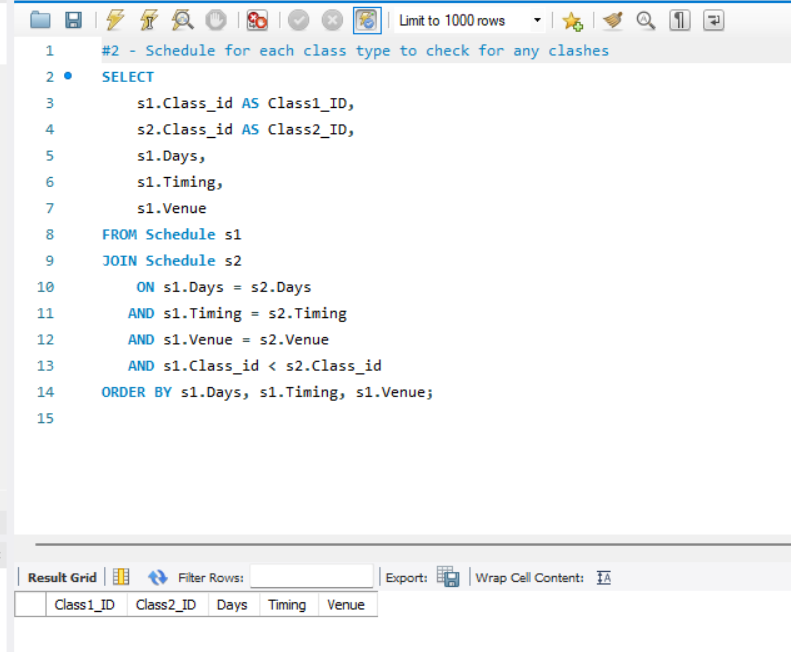 Limit to 1000 rows
1 #2 - Schedule for each class type to check for any clashes
2 SELECT
3 s1.Class_id AS Class1_ID,
4 s2.Class_id AS Class2_ID,
5 s1.Days,
6 s1.Timing,
7 s1.Venue
8 FROM Schedule s1
9 JOIN Schedule s2
10 ON s1.Days = s2.Days
11 AND s1.Timing = s2.Timing
12 AND s1.Venue = s2.Venue
13 AND s1.Class_id < s2.Class_id
14 ORDER BY s1.Days, s1.Timing, s1.Venue;
15
Result Grid Filter Rows: Export: Wrap Cell Content:
Class1_ID Class2_ID Days Timing Venue